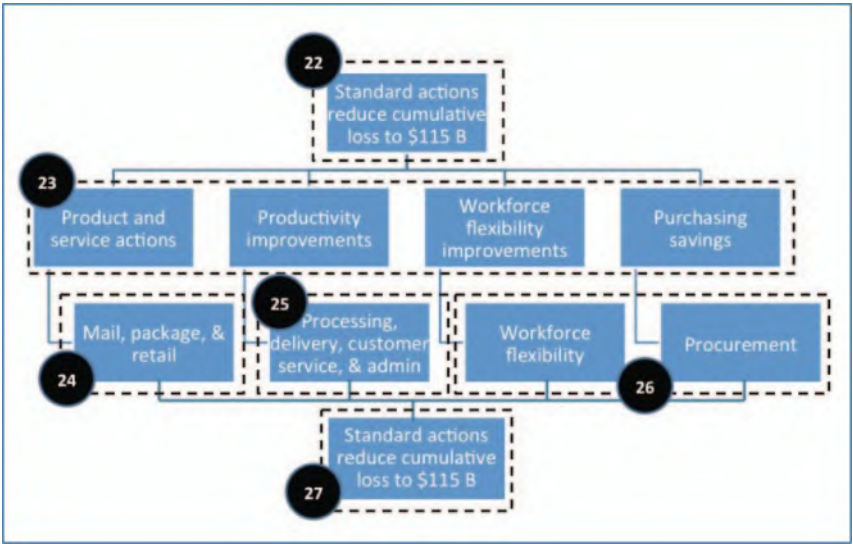 22
Standard actions
reduce cumulative
loss to $115 B
23
Product and
service actions
Productivity
improvements
Workforce
flexibility
improvements
Purchasing
savings
24
Mail, package, &
retail
25
Processing,
delivery, customer
service, & admin
Workforce
flexibility
26
Procurement
27
Standard actions
reduce cumulative
loss to $115 B